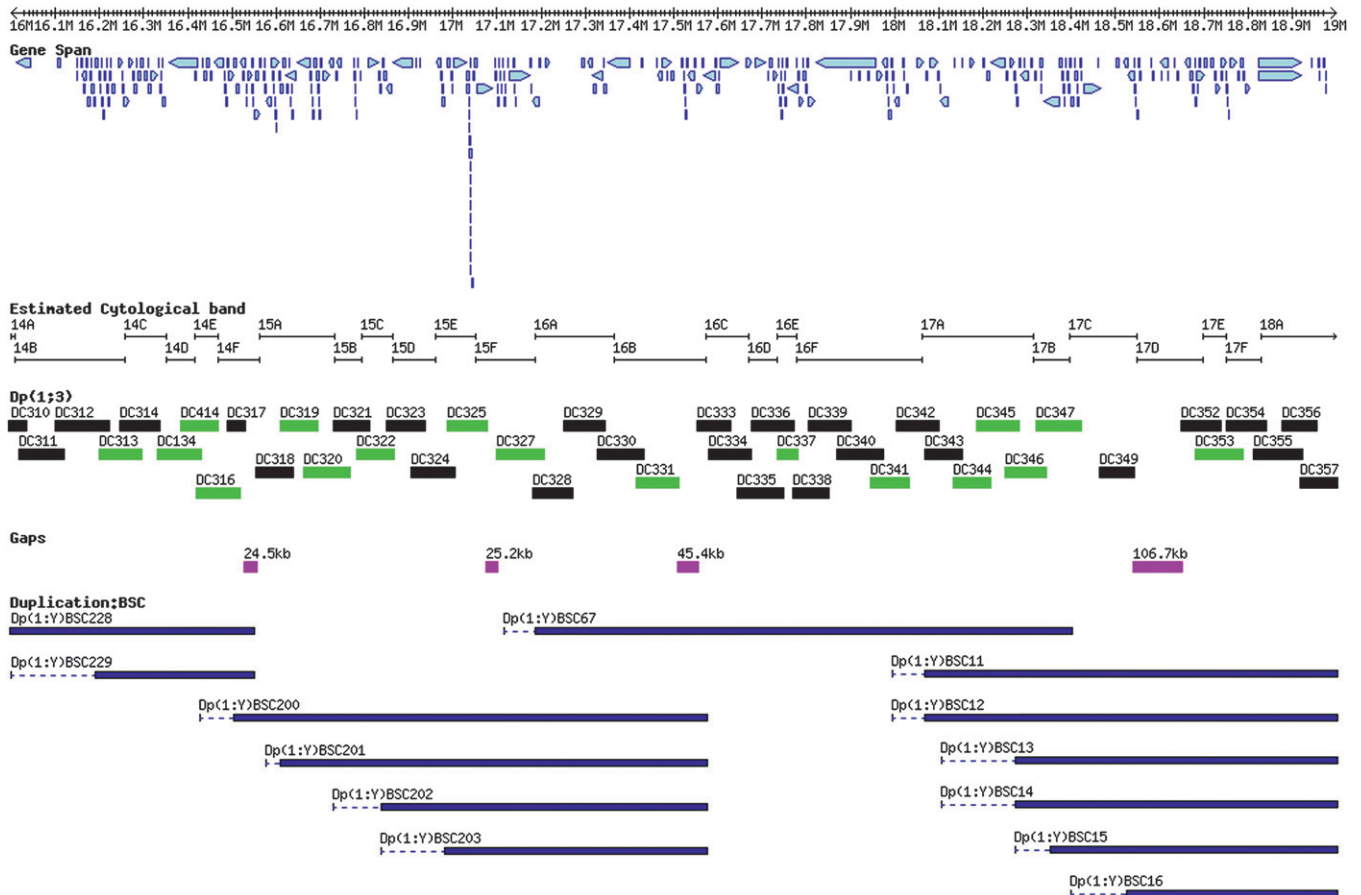 16M 16.1M 16.2M 16.3M 16.4M 16.5M 16.6M 16.7M 16.8M 16.9M 17M 17.1M 17.2M 17.3M 17.4M 17.5M 17.6M 17.7M 17.8M 17.9M 18M 18.1M 18.2M 18.3M 18.4M 18.5M 18.6M 18.7M 18.8M 18.9M 19M
Gene Span
Estimated Cytological band
14A 14C 14E 15A 15C 15E 16A 16C 16E 17A 17C 17E 18A
14B 14D 14F 15B 15D 15F 16B 16D 16F 17B 17D 17F
Dp(1;3)
DC310 DC312 DC314 DC414 DC317 DC319 DC321 DC323 DC325 DC329 DC333 DC336 DC339 DC342 DC345 DC347 DC352 DC354 DC356
DC311 DC313 DC134 DC322 DC327 DC330 DC334 DC337 DC340 DC343 DC353 DC355
DC318 DC320 DC324 DC331 DC341 DC346 DC349
DC316 DC328 DC335 DC338 DC344 DC357
Gaps
24.5kb 25.2kb 45.4kb 106.7kb
Duplication:BSC
Dp(1:Y)BSC228 Dp(1:Y)BSC67
Dp(1:Y)BSC229 Dp(1:Y)BSC11
Dp(1:Y)BSC200 Dp(1:Y)BSC12
Dp(1:Y)BSC201 Dp(1:Y)BSC13
Dp(1:Y)BSC202 Dp(1:Y)BSC14
Dp(1:Y)BSC203 Dp(1:Y)BSC15
Dp(1:Y)BSC16